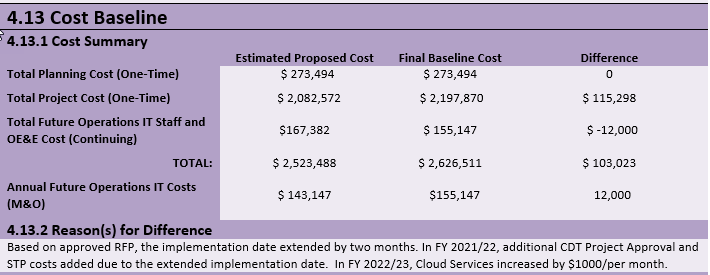 4.13 Cost Baseline
4.13.1 Cost Summary
Estimated Proposed Cost Final Baseline Cost Difference
Total Planning Cost (One-Time) $ 273,494 $ 273,494 0
Total Project Cost (One-Time) $ 2,082,572 $ 2,197,870 $ 115,298
Total Future Operations IT Staff and
OE&E Cost (Continuing) $167,382 $ 155,147 $ -12,000
TOTAL: $ 2,523,488 $ 2,626,511 $ 103,023
Annual Future Operations IT Costs
(M&O) $ 143,147 $155,147 12,000
4.13.2 Reason(s) for Difference
Based on approved RFP, the implementation date extended by two months. In FY 2021/22, additional CDT Project Approval and
STP costs added due to the extended implementation date. In FY 2022/23, Cloud Services increased by $1000/per month.